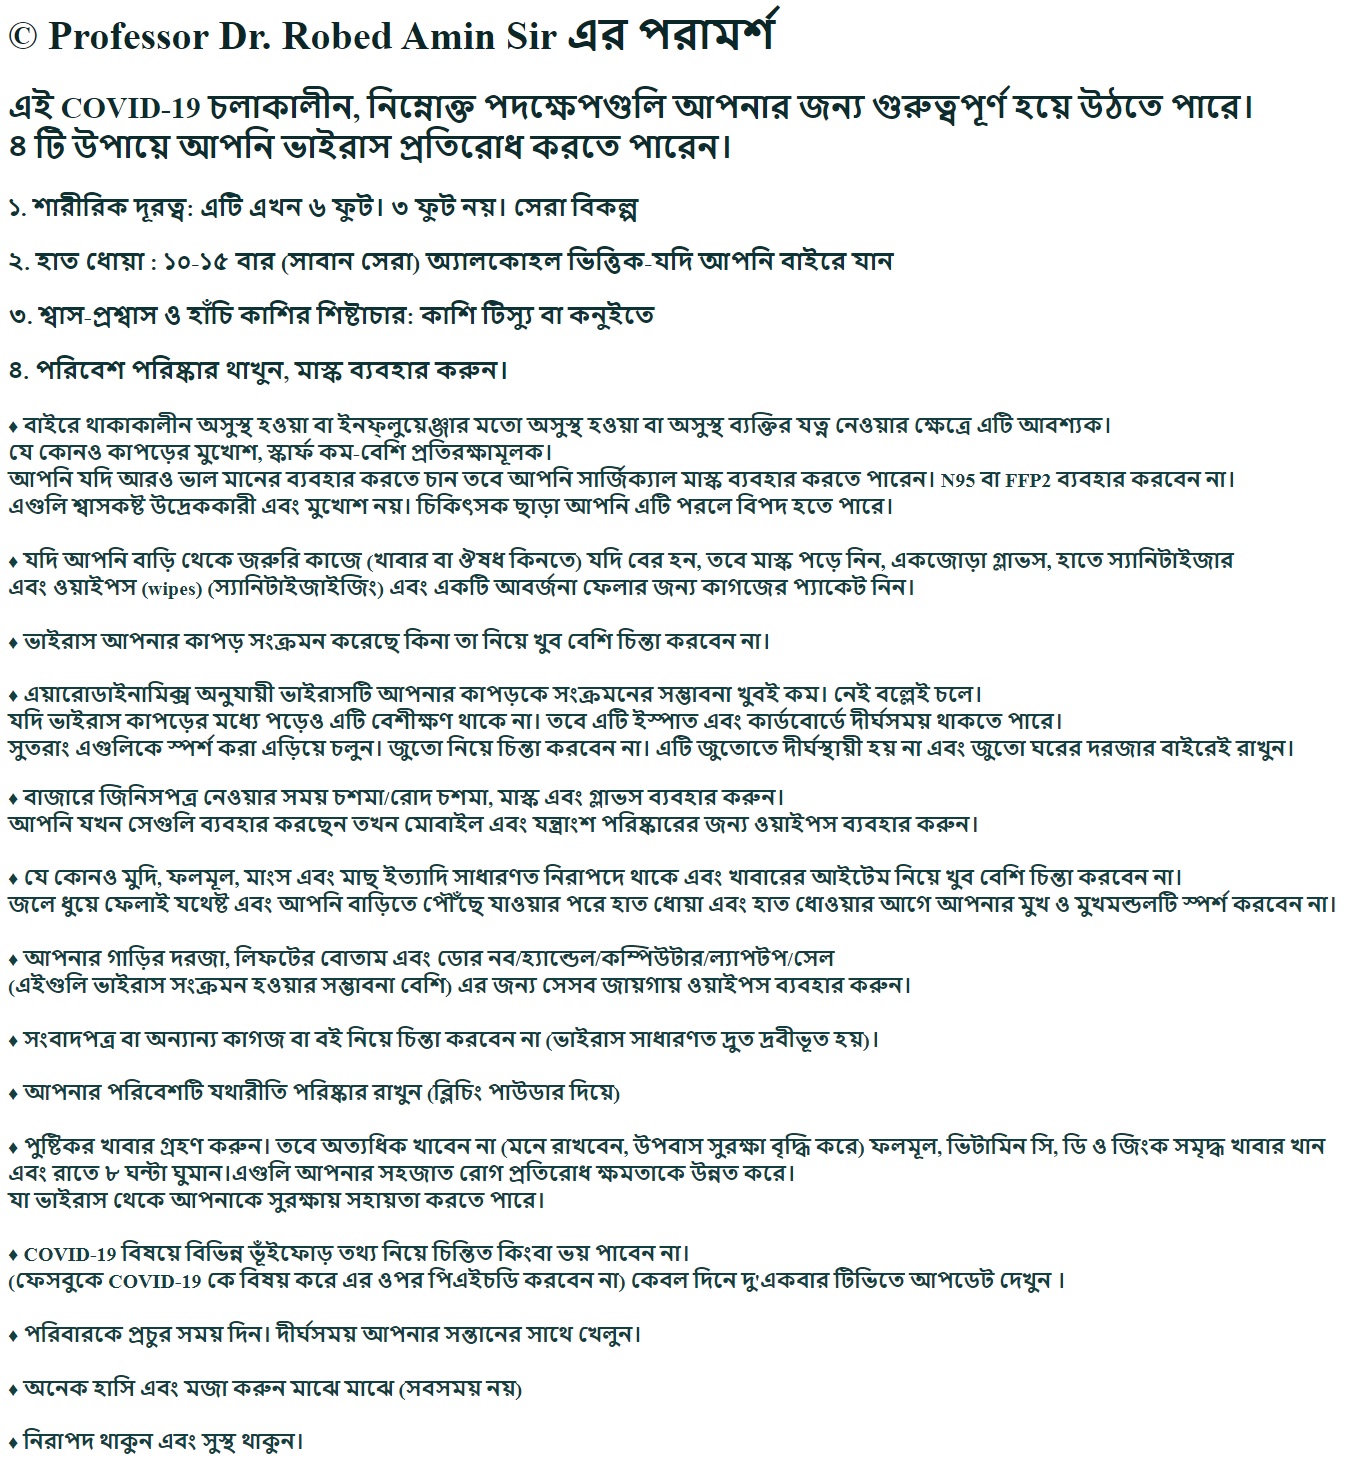 © Professor Dr. Robed Amin Sir এর পরামর্শ
এই COVID-19 চলাকালীন, নিম্নোক্ত পদক্ষেপগুলি আপনার জন্য গুরুত্বপূর্ণ হয়ে উঠতে পারে।
৪ টি উপায়ে আপনি ভাইরাস প্রতিরোধ করতে পারেন।
১. শারীরিক দূরত্ব: এটি এখন ৬ ফুট। ৩ ফুট নয়। সেরা বিকল্প
২. হাত ধোয়া : ১০-১৫ বার (সাবান সেরা) অ্যালকোহল ভিত্তিক-যদি আপনি বাইরে যান
৩. শ্বাস-প্রশ্বাস ও হাঁচি কাশির শিষ্টাচার: কাশি টিস্যু বা কনুইতে
৪. পরিবেশ পরিষ্কার থাখুন, মাস্ক ব্যবহার করুন।
♦ বাইরে থাকাকালীন অসুস্থ হওয়া বা ইনফ্লুয়েঞ্জার মতো অসুস্থ হওয়া বা অসুস্থ ব্যক্তির যত্ন নেওয়ার ক্ষেত্রে এটি আবশ্যক।
যে কোনও কাপড়ের মুখোশ, স্কার্ফ কম-বেশি প্রতিরক্ষামূলক।
আপনি যদি আরও ভাল মানের ব্যবহার করতে চান তবে আপনি সার্জিক্যাল মাস্ক ব্যবহার করতে পারেন। N95 বা FFP2 ব্যবহার করবেন না।
এগুলি শ্বাসকষ্ট উদ্রেককারী এবং মুখোশ নয়। চিকিৎসক ছাড়া আপনি এটি পরলে বিপদ হতে পারে।
♦ যদি আপনি বাড়ি থেকে জরুরি কাজে (খাবার বা ঔষধ কিনতে) যদি বের হন, তবে মাস্ক পড়ে নিন, একজোড়া গ্লাভস, হাতে স্যানিটাইজার
এবং ওয়াইপস (wipes) (স্যানিটাইজাইজিং) এবং একটি আবর্জনা ফেলার জন্য কাগজের প্যাকেট নিন।
♦ ভাইরাস আপনার কাপড় সংক্রমন করেছে কিনা তা নিয়ে খুব বেশি চিন্তা করবেন না।
♦ এয়ারোডাইনামিক্স অনুযায়ী ভাইরাসটি আপনার কাপড়কে সংক্রমনের সম্ভাবনা খুবই কম। নেই বল্লেই চলে।
যদি ভাইরাস কাপড়ের মধ্যে পড়েও এটি বেশীক্ষণ থাকে না। তবে এটি ইস্পাত এবং কার্ডবোর্ডে দীর্ঘসময় থাকতে পারে।
সুতরাং এগুলিকে স্পর্শ করা এড়িয়ে চলুন। জুতো নিয়ে চিন্তা করবেন না। এটি জুতোতে দীর্ঘস্থায়ী হয় না এবং জুতো ঘরের দরজার বাইরেই রাখুন।
♦ বাজারে জিনিসপত্র নেওয়ার সময় চশমা/রোদ চশমা, মাস্ক এবং গ্লাভস ব্যবহার করুন।
আপনি যখন সেগুলি ব্যবহার করছেন তখন মোবাইল এবং যন্ত্রাংশ পরিষ্কারের জন্য ওয়াইপস ব্যবহার করুন।
♦ যে কোনও মুদি, ফলমূল, মাংস এবং মাছ ইত্যাদি সাধারণত নিরাপদে থাকে এবং খাবারের আইটেম নিয়ে খুব বেশি চিন্তা করবেন না।
জলে ধুয়ে ফেলাই যথেষ্ট এবং আপনি বাড়িতে পৌঁছে যাওয়ার পরে হাত ধোয়া এবং হাত ধোওয়ার আগে আপনার মুখ ও মুখমন্ডলটি স্পর্শ করবেন না।
♦ আপনার গাড়ির দরজা, লিফটের বোতাম এবং ডোর নব/হ্যান্ডেল/কম্পিউটার/ল্যাপটপ/সেল
(এইগুলি ভাইরাস সংক্রমন হওয়ার সম্ভাবনা বেশি) এর জন্য সেসব জায়গায় ওয়াইপস ব্যবহার করুন।
♦ সংবাদপত্র বা অন্যান্য কাগজ বা বই নিয়ে চিন্তা করবেন না (ভাইরাস সাধারণত দ্রুত দ্রবীভূত হয়)।
♦ আপনার পরিবেশটি যথারীতি পরিষ্কার রাখুন (ব্লিচিং পাউডার দিয়ে)
♦ পুষ্টিকর খাবার গ্রহণ করুন। তবে অত্যধিক খাবেন না (মনে রাখবেন, উপবাস সুরক্ষা বৃদ্ধি করে) ফলমূল, ভিটামিন সি, ডি ও জিংক সমৃদ্ধ খাবার খান
এবং রাতে ৮ ঘন্টা ঘুমান।এগুলি আপনার সহজাত রোগ প্রতিরোধ ক্ষমতাকে উন্নত করে।
যা ভাইরাস থেকে আপনাকে সুরক্ষায় সহায়তা করতে পারে।
♦ COVID-19 বিষয়ে বিভিন্ন ভূঁইফোড় তথ্য নিয়ে চিন্তিত কিংবা ভয় পাবেন না।
(ফেসবুকে COVID-19 কে বিষয় করে এর ওপর পিএইচডি করবেন না) কেবল দিনে দু'একবার টিভিতে আপডেট দেখুন ।
♦ পরিবারকে প্রচুর সময় দিন। দীর্ঘসময় আপনার সন্তানের সাথে খেলুন।
♦ অনেক হাসি এবং মজা করুন মাঝে মাঝে (সবসময় নয়)
♦ নিরাপদ থাকুন এবং সুস্থ থাকুন।